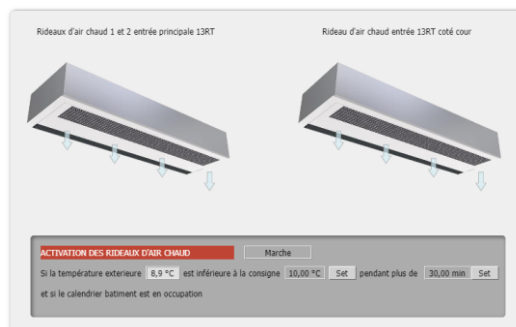 Rideaux d'air chaud 1 et 2 entrée principale 13RT
Rideau d'air chaud entrée 13RT coté cour
ACTIVATION DES RIDEAUX D'AIR CHAUD Marche
Si la température exterieure 8,9 °C est inférieure à la consigne 10,00 °C Set pendant plus de 30,00 min Set
et si le calendrier batiment est en occupation